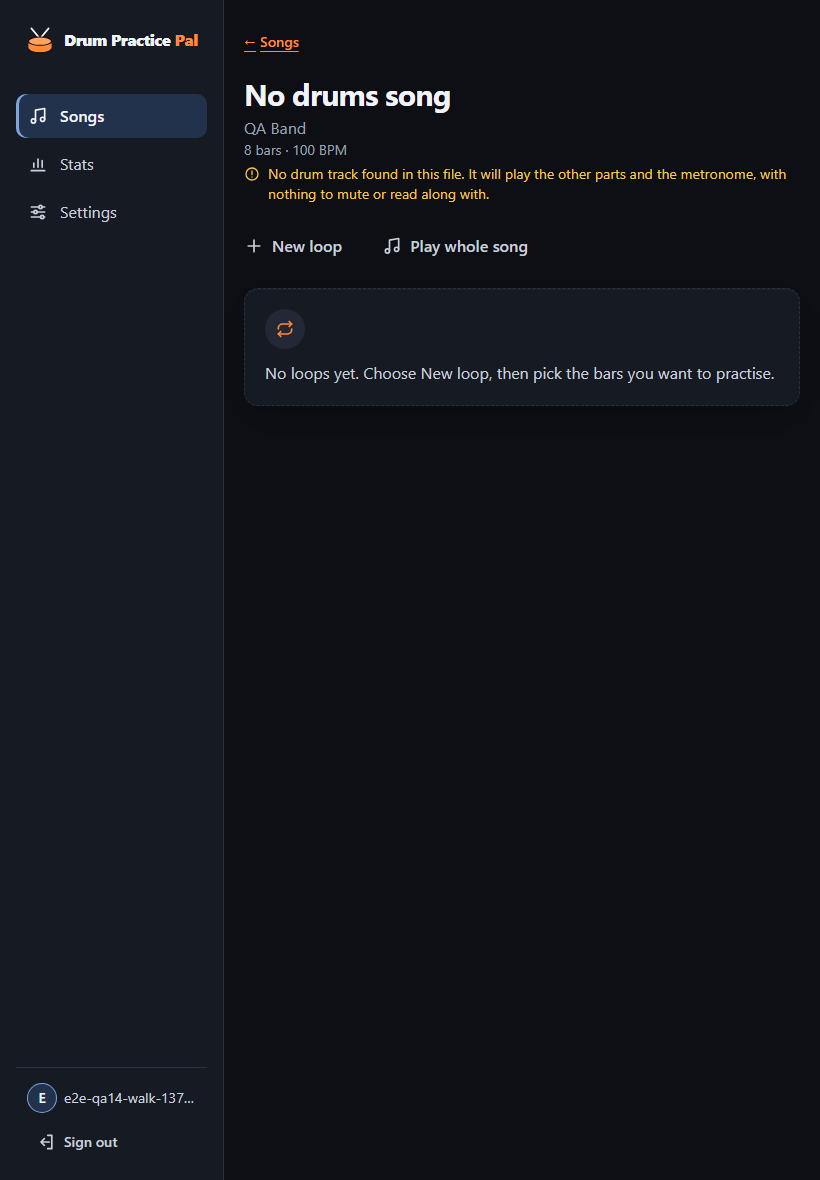 Drum Practice Pal
Songs
Stats
Settings
E
e2e-qa14-walk-137...
Sign out
← Songs
No drums song
QA Band
8 bars · 100 BPM
No drum track found in this file. It will play the other parts and the metronome, with
nothing to mute or read along with.
New loop
Play whole song
No loops yet. Choose New loop, then pick the bars you want to practise.